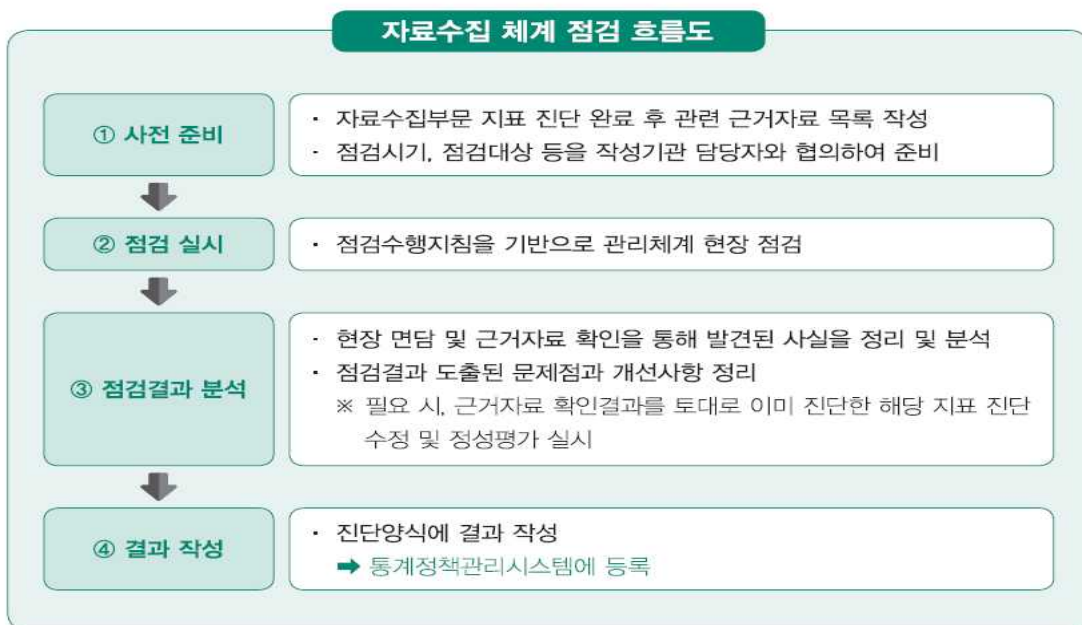 자료수집 체계 점검 흐름도
① 사전 준비
· 자료수집부문 지표 진단 완료 후 관련 근거자료 목록 작성
· 점검시기, 점검대상 등을 작성기관 담당자와 협의하여 준비
② 점검 실시
· 점검수행지침을 기반으로 관리체계 현장 점검
③ 점검결과 분석
· 현장 면담 및 근거자료 확인을 통해 발견된 사실을 정리 및 분석
· 점검결과 도출된 문제점과 개선사항 정리
※ 필요 시, 근거자료 확인결과를 토대로 이미 진단한 해당 지표 진단
수정 및 정성평가 실시
④ 결과 작성
· 진단양식에 결과 작성
➡ 통계정책관리시스템에 등록